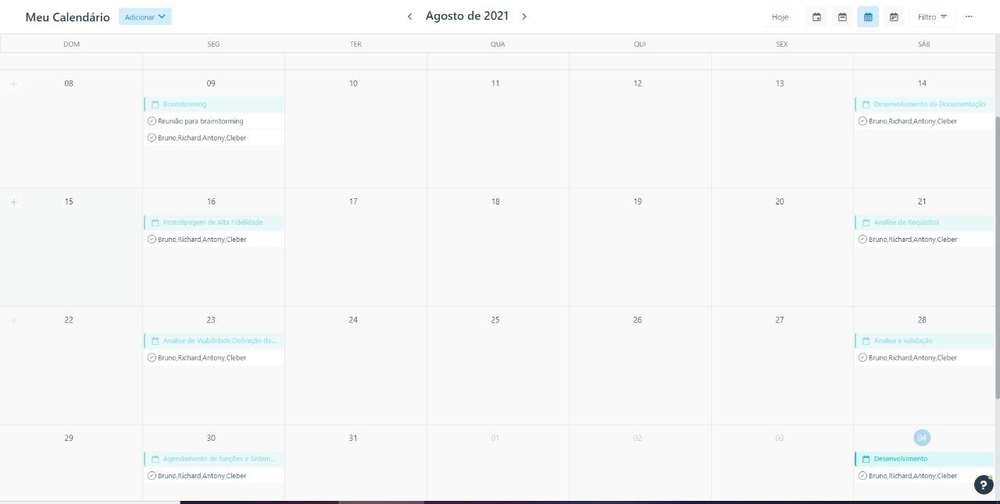 Meu Calendário Adicionar Agosto de 2021 Hoje Filtro
DOM SEG TER QUA QUI SEX SÁB
08 09 10 11 12 13 14
Brainstorming Desenvolvimento da Documentação
Reunião para brainstorming Bruno,Richard,Antony,Cleber
Bruno,Richard,Antony,Cleber
15 16 17 18 19 20 21
Prototipagem de Alta Fidelidade Analise de Requisitos
Bruno,Richard,Antony,Cleber Bruno,Richard,Antony,Cleber
22 23 24 25 26 27 28
Analise de Viabilidade,Definição da... Analise e validação
Bruno,Richard,Antony,Cleber Bruno,Richard,Antony,Cleber
29 30 31 01 02 03 04
Agendamento de funções e Sistem... Desenvolvimento
Bruno,Richard,Antony,Cleber Bruno,Richard,Antony,Cleber
?